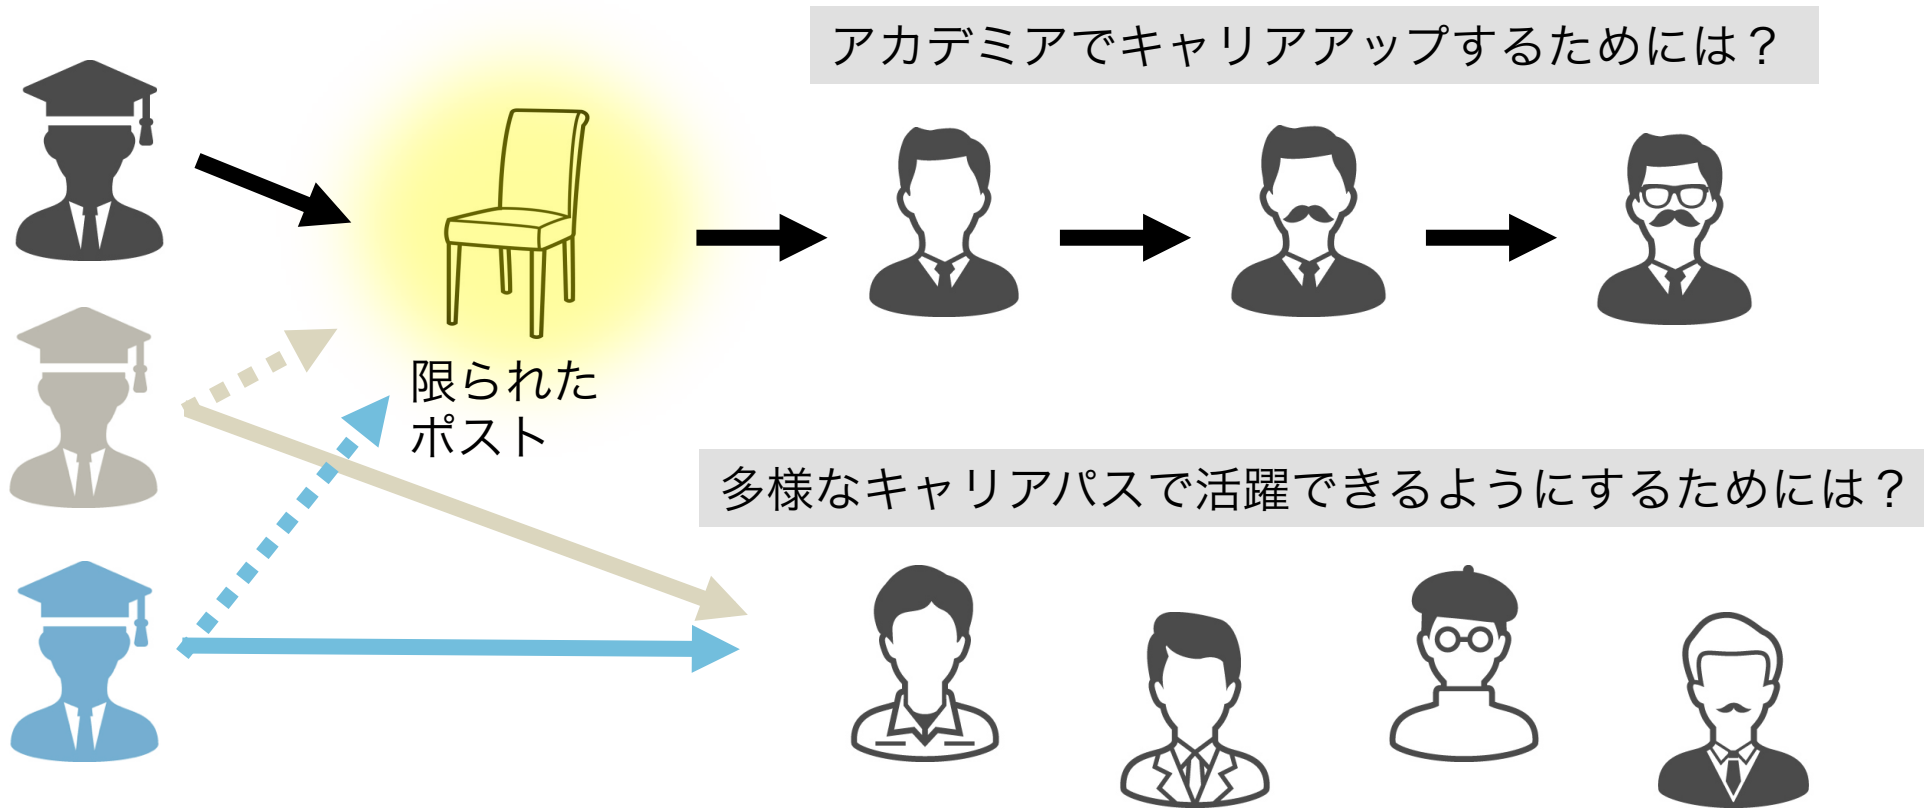 アカデミアでキャリアアップするためには？
限られた
ポスト
多様なキャリアパスで活躍できるようにするためには？